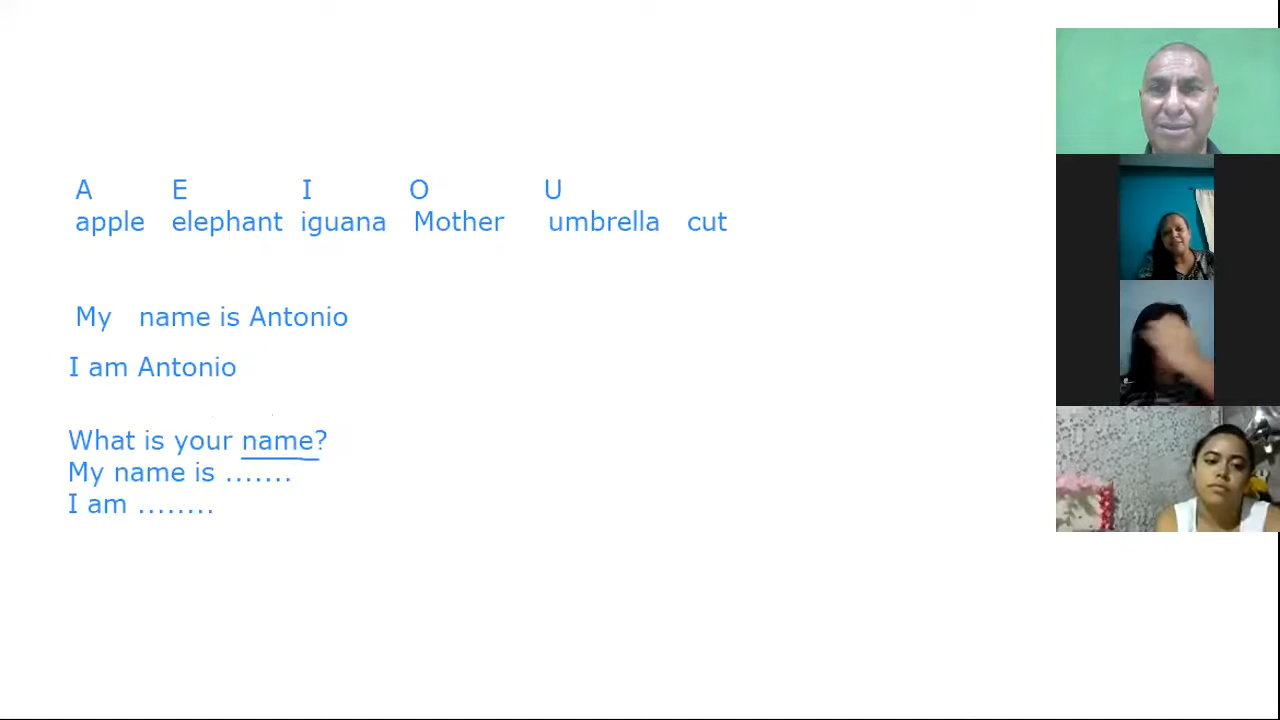 A E I O U
apple elephant iguana Mother umbrella cut
My name is Antonio
I am Antonio
What is your name?
My name is .......
I am ........